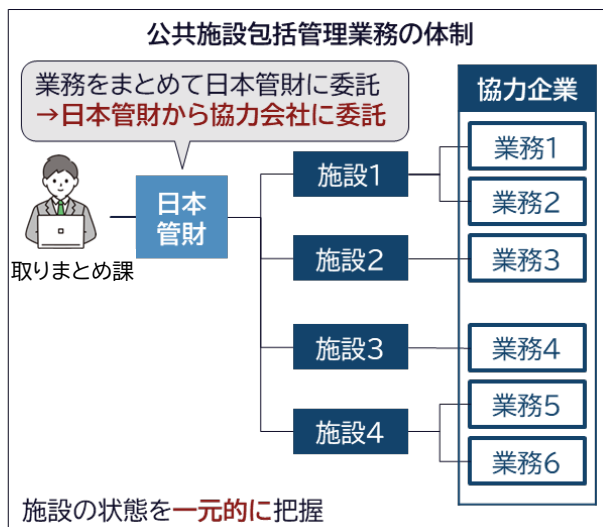 公共施設包括管理業務の体制
業務をまとめて日本管財に委託
→日本管財から協力会社に委託
協力企業
取りまとめ課
日本
管財
施設1
業務1
業務2
施設2
業務3
施設3
業務4
施設4
業務5
業務6
施設の状態を一元的に把握